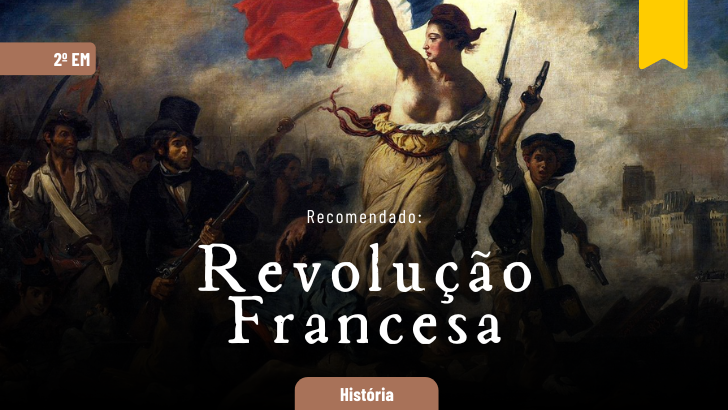 2º EM
Recomendado:
Revolução
Francesa
História